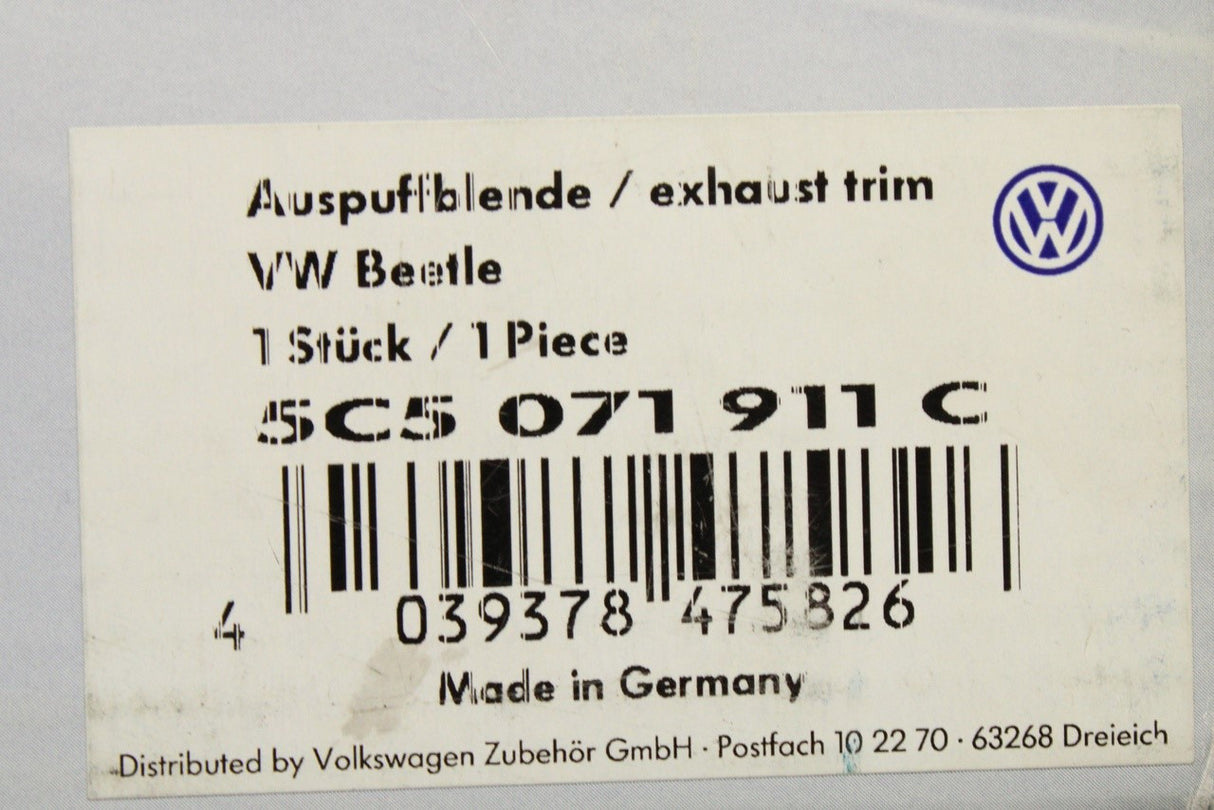 Auspuffblende / exhaust trim
VW
VW Beetle
1 Stück / 1 Piece
5C5 071 911 C
4 039378 475826
Made in Germany
Distributed by Volkswagen Zubehör GmbH · Postfach 10 22 70 · 63268 Dreieich